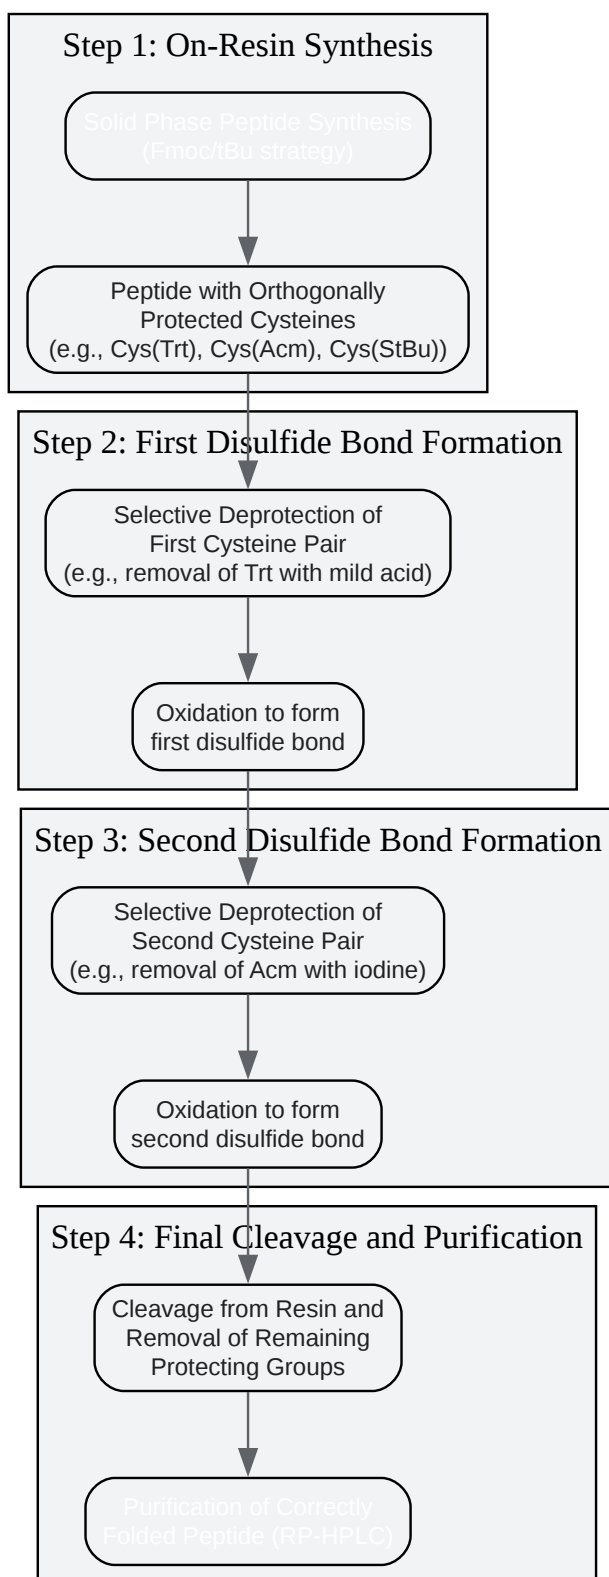 Step 1: On-Resin Synthesis
Solid Phase Peptide Synthesis
(Fmoc/tBu strategy)
Peptide with Orthogonally
Protected Cysteines
(e.g., Cys(Trt), Cys(Acm), Cys(StBu))
Step 2: First Disulfide Bond Formation
Selective Deprotection of
First Cysteine Pair
(e.g., removal of Trt with mild acid)
Oxidation to form
first disulfide bond
Step 3: Second Disulfide Bond Formation
Selective Deprotection of
Second Cysteine Pair
(e.g., removal of Acm with iodine)
Oxidation to form
second disulfide bond
Step 4: Final Cleavage and Purification
Cleavage from Resin and
Removal of Remaining
Protecting Groups
Purification of Correctly
Folded Peptide (RP-HPLC)